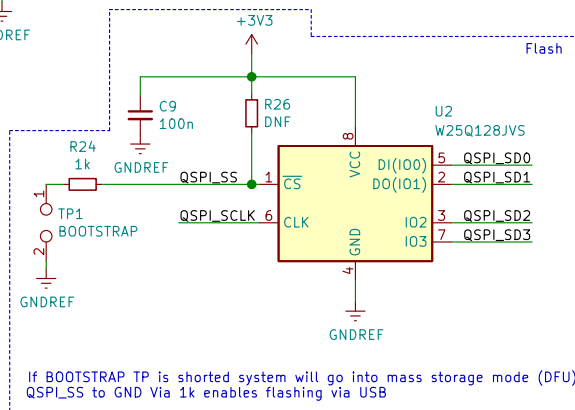 DREF
+3V3
Flash
C9
100n
R26
DNF
GNDREF
U2
W25Q128JVS
R24
1k
8
VCC
QSPI_SS
1
CS
DI(IO0)
5
QSPI_SD0
DO(IO1)
2
QSPI_SD1
1
TP1
BOOTSTRAP
2
QSPI_SCLK
6
CLK
IO2
3
QSPI_SD2
IO3
7
QSPI_SD3
GND
4
GNDREF
GNDREF
If BOOTSTRAP TP is shorted system will go into mass storage mode (DFU)
QSPI_SS to GND Via 1k enables flashing via USB